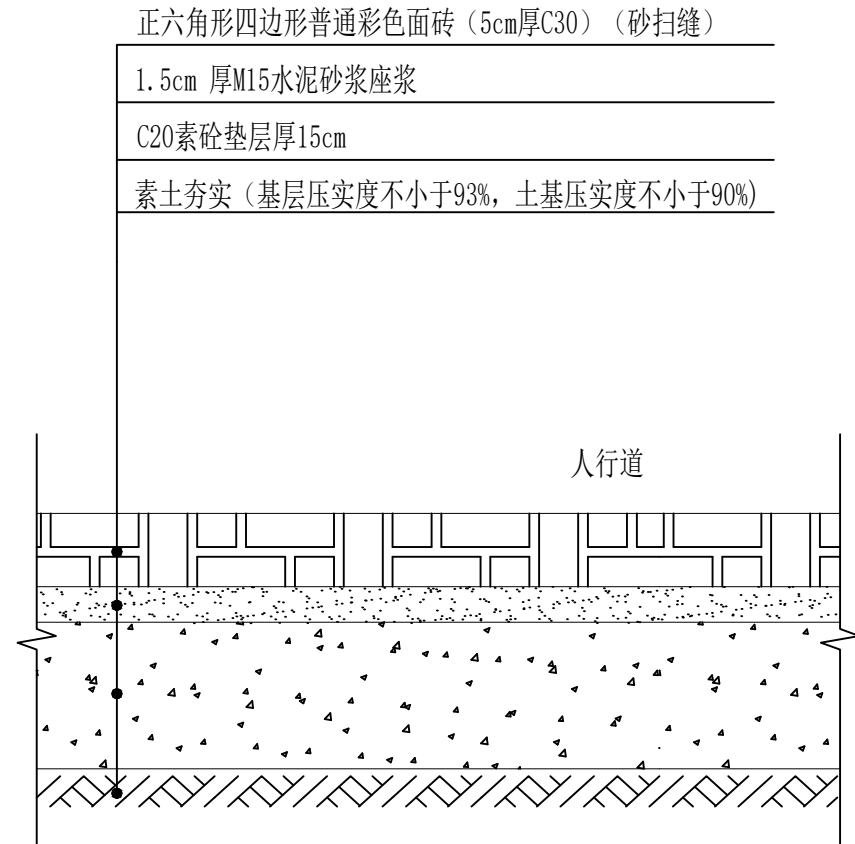 正六角形四边形普通彩色面砖（5cm厚C30）（砂扫缝）
1.5cm 厚M15水泥砂浆座浆
C20素砼垫层厚15cm
素土夯实（基层压实度不小于93%，土基压实度不小于90%)
人行道